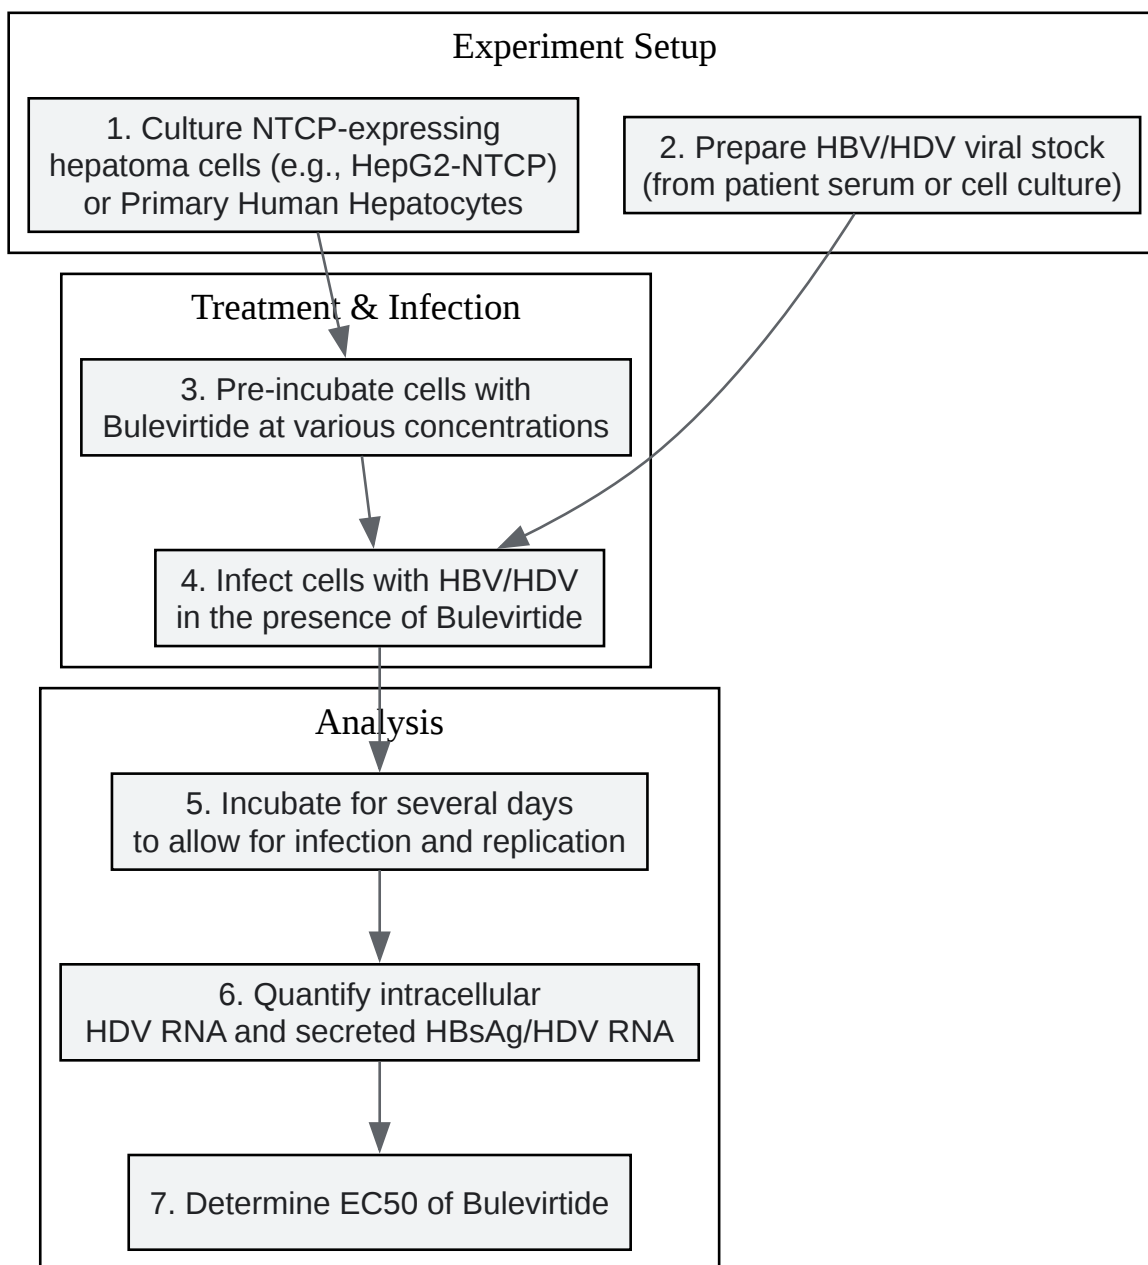 Experiment Setup
1. Culture NTCP-expressing
hepatoma cells (e.g., HepG2-NTCP)
or Primary Human Hepatocytes
2. Prepare HBV/HDV viral stock
(from patient serum or cell culture)
Treatment & Infection
3. Pre-incubate cells with
Bulevirtide at various concentrations
4. Infect cells with HBV/HDV
in the presence of Bulevirtide
Analysis
5. Incubate for several days
to allow for infection and replication
6. Quantify intracellular
HDV RNA and secreted HBsAg/HDV RNA
7. Determine EC50 of Bulevirtide